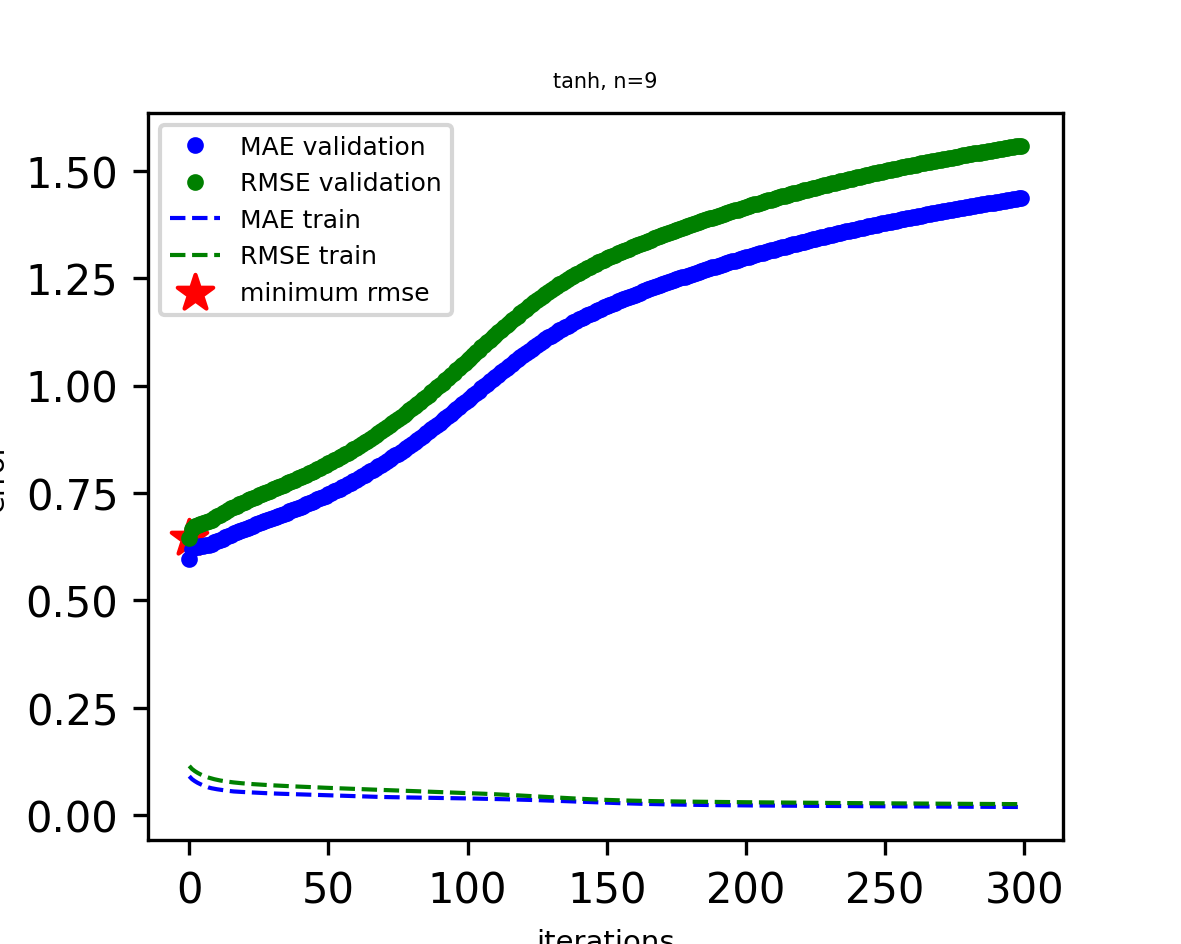 tanh, n=9
MAE validation
RMSE validation
MAE train
RMSE train
minimum rmse
1.50
1.25
1.00
0.75
0.50
0.25
0.00
0 50 100 150 200 250 300
iterations